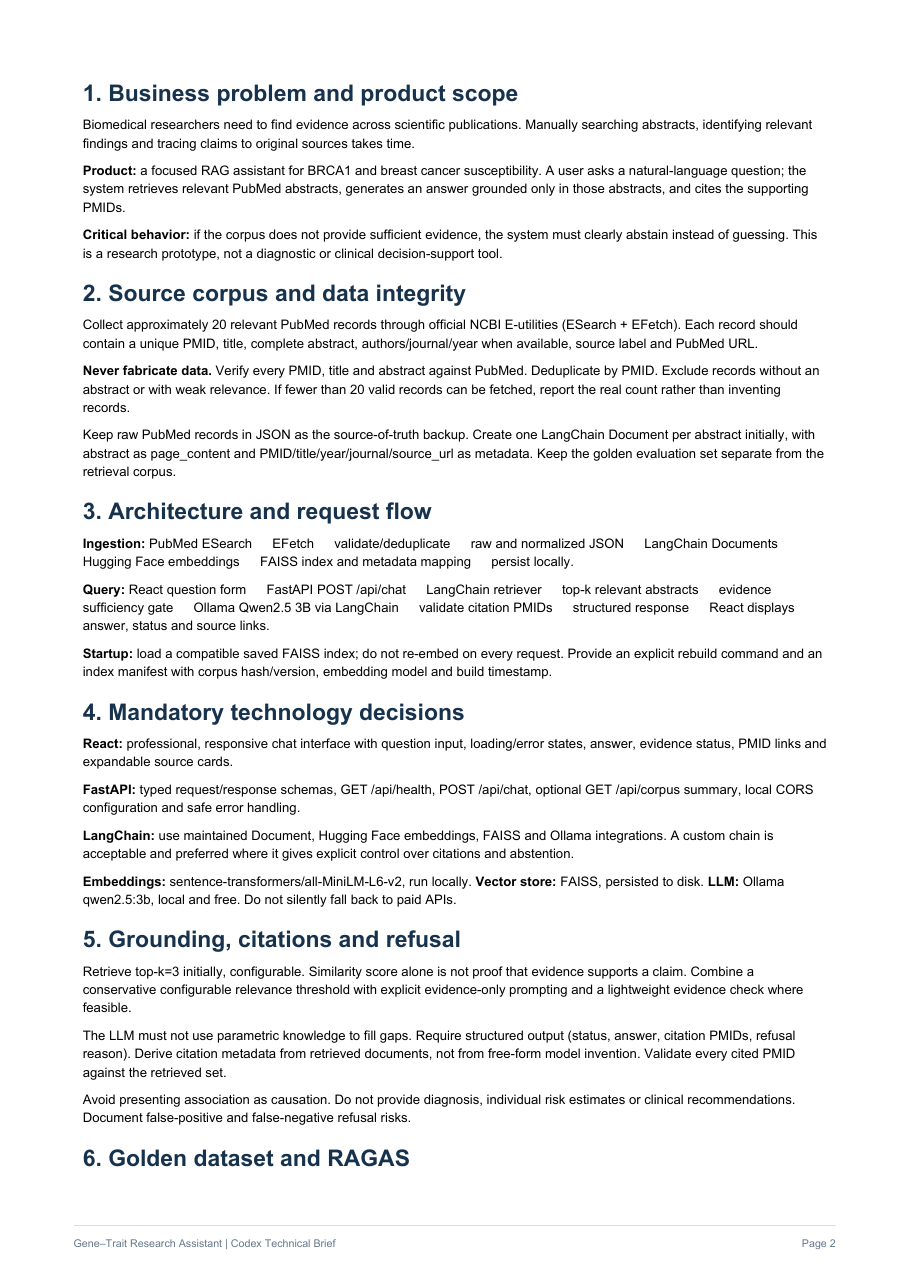 1. Business problem and product scope
Biomedical researchers need to find evidence across scientific publications. Manually searching abstracts, identifying relevant
findings and tracing claims to original sources takes time.
Product: a focused RAG assistant for BRCA1 and breast cancer susceptibility. A user asks a natural-language question; the
system retrieves relevant PubMed abstracts, generates an answer grounded only in those abstracts, and cites the supporting
PMIDs.
Critical behavior: if the corpus does not provide sufficient evidence, the system must clearly abstain instead of guessing. This
is a research prototype, not a diagnostic or clinical decision-support tool.
2. Source corpus and data integrity
Collect approximately 20 relevant PubMed records through official NCBI E-utilities (ESearch + EFetch). Each record should
contain a unique PMID, title, complete abstract, authors/journal/year when available, source label and PubMed URL.
Never fabricate data. Verify every PMID, title and abstract against PubMed. Deduplicate by PMID. Exclude records without an
abstract or with weak relevance. If fewer than 20 valid records can be fetched, report the real count rather than inventing
records.
Keep raw PubMed records in JSON as the source-of-truth backup. Create one LangChain Document per abstract initially, with
abstract as page_content and PMID/title/year/journal/source_url as metadata. Keep the golden evaluation set separate from the
retrieval corpus.
3. Architecture and request flow
Ingestion: PubMed ESearch EFetch validate/deduplicate raw and normalized JSON LangChain Documents
Hugging Face embeddings FAISS index and metadata mapping persist locally.
Query: React question form FastAPI POST /api/chat LangChain retriever top-k relevant abstracts evidence
sufficiency gate Ollama Qwen2.5 3B via LangChain validate citation PMIDs structured response React displays
answer, status and source links.
Startup: load a compatible saved FAISS index; do not re-embed on every request. Provide an explicit rebuild command and an
index manifest with corpus hash/version, embedding model and build timestamp.
4. Mandatory technology decisions
React: professional, responsive chat interface with question input, loading/error states, answer, evidence status, PMID links and
expandable source cards.
FastAPI: typed request/response schemas, GET /api/health, POST /api/chat, optional GET /api/corpus summary, local CORS
configuration and safe error handling.
LangChain: use maintained Document, Hugging Face embeddings, FAISS and Ollama integrations. A custom chain is
acceptable and preferred where it gives explicit control over citations and abstention.
Embeddings: sentence-transformers/all-MiniLM-L6-v2, run locally. Vector store: FAISS, persisted to disk. LLM: Ollama
qwen2.5:3b, local and free. Do not silently fall back to paid APIs.
5. Grounding, citations and refusal
Retrieve top-k=3 initially, configurable. Similarity score alone is not proof that evidence supports a claim. Combine a
conservative configurable relevance threshold with explicit evidence-only prompting and a lightweight evidence check where
feasible.
The LLM must not use parametric knowledge to fill gaps. Require structured output (status, answer, citation PMIDs, refusal
reason). Derive citation metadata from retrieved documents, not from free-form model invention. Validate every cited PMID
against the retrieved set.
Avoid presenting association as causation. Do not provide diagnosis, individual risk estimates or clinical recommendations.
Document false-positive and false-negative refusal risks.
6. Golden dataset and RAGAS
Gene–Trait Research Assistant | Codex Technical Brief Page 2